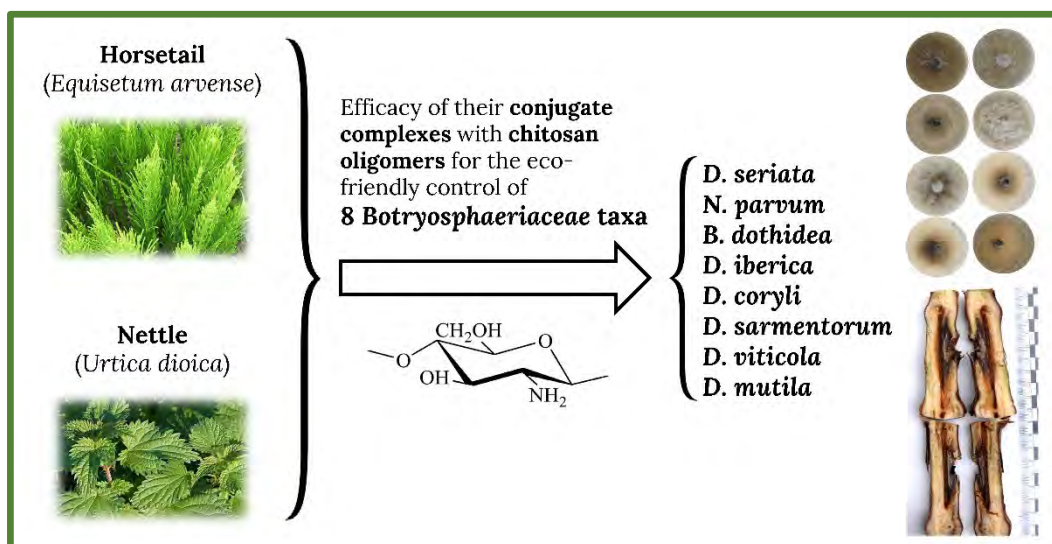 Horsetail
(Equisetum arvense)
Nettle
(Urtica dioica)
Efficacy of their conjugate
complexes with chitosan
oligomers for the eco-
friendly control of
8 Botryosphaeriaceae taxa
CH2OH
O
O
OH
NH2
D. seriata
N. parvum
B. dothidea
D. iberica
D. coryli
D. sarmentorum
D. viticola
D. mutila